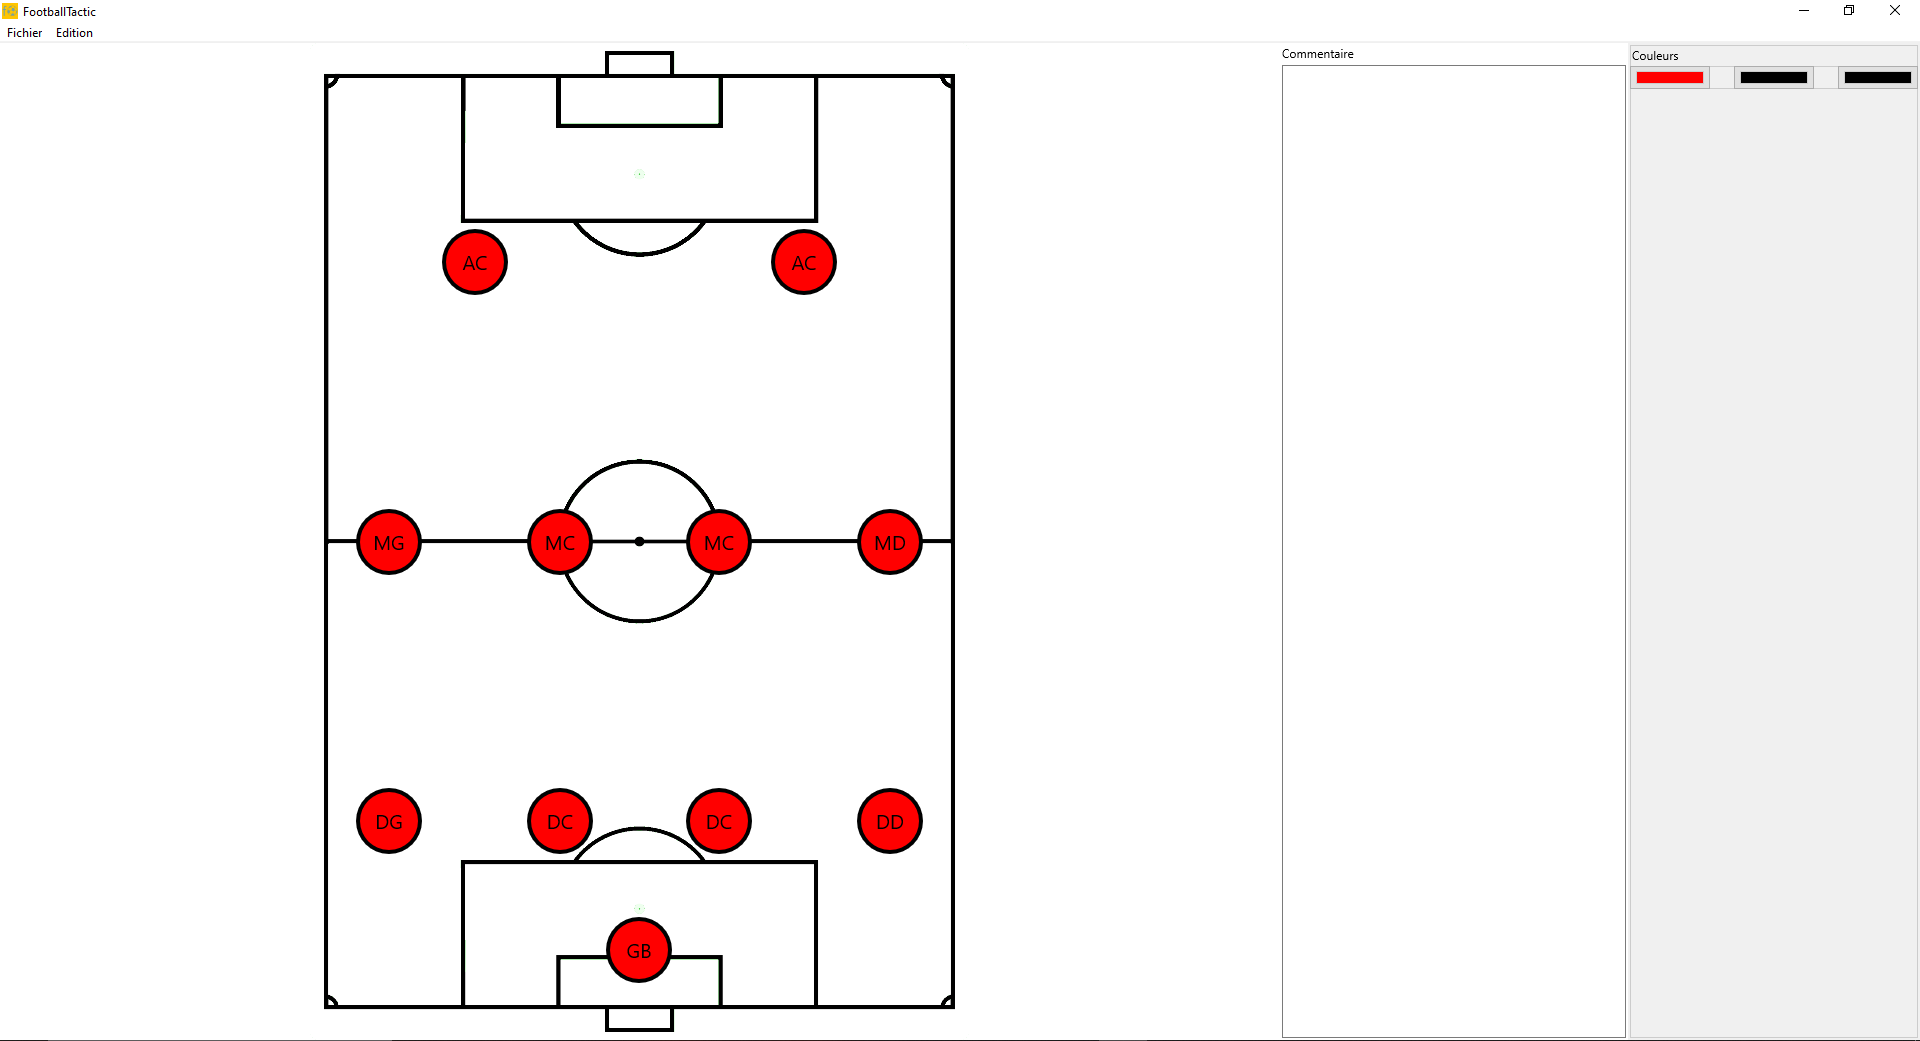 FootballTactic
Fichier Edition
Commentaire
Couleurs
AC AC
MG MC MC MD
DG DC DC DD
GB